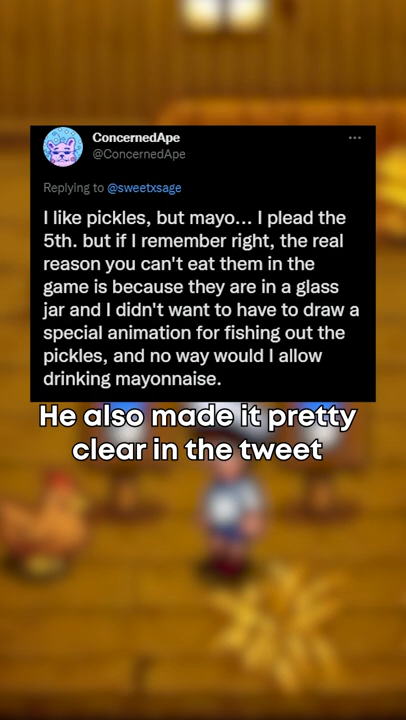 ConcernedApe
@ConcernedApe
Replying to @sweetxsage
I like pickles, but mayo... I plead the
5th. but if I remember right, the real
reason you can't eat them in the
game is because they are in a glass
jar and I didn't want to have to draw a
special animation for fishing out the
pickles, and no way would I allow
drinking mayonnaise.
He also made it pretty
clear in the tweet